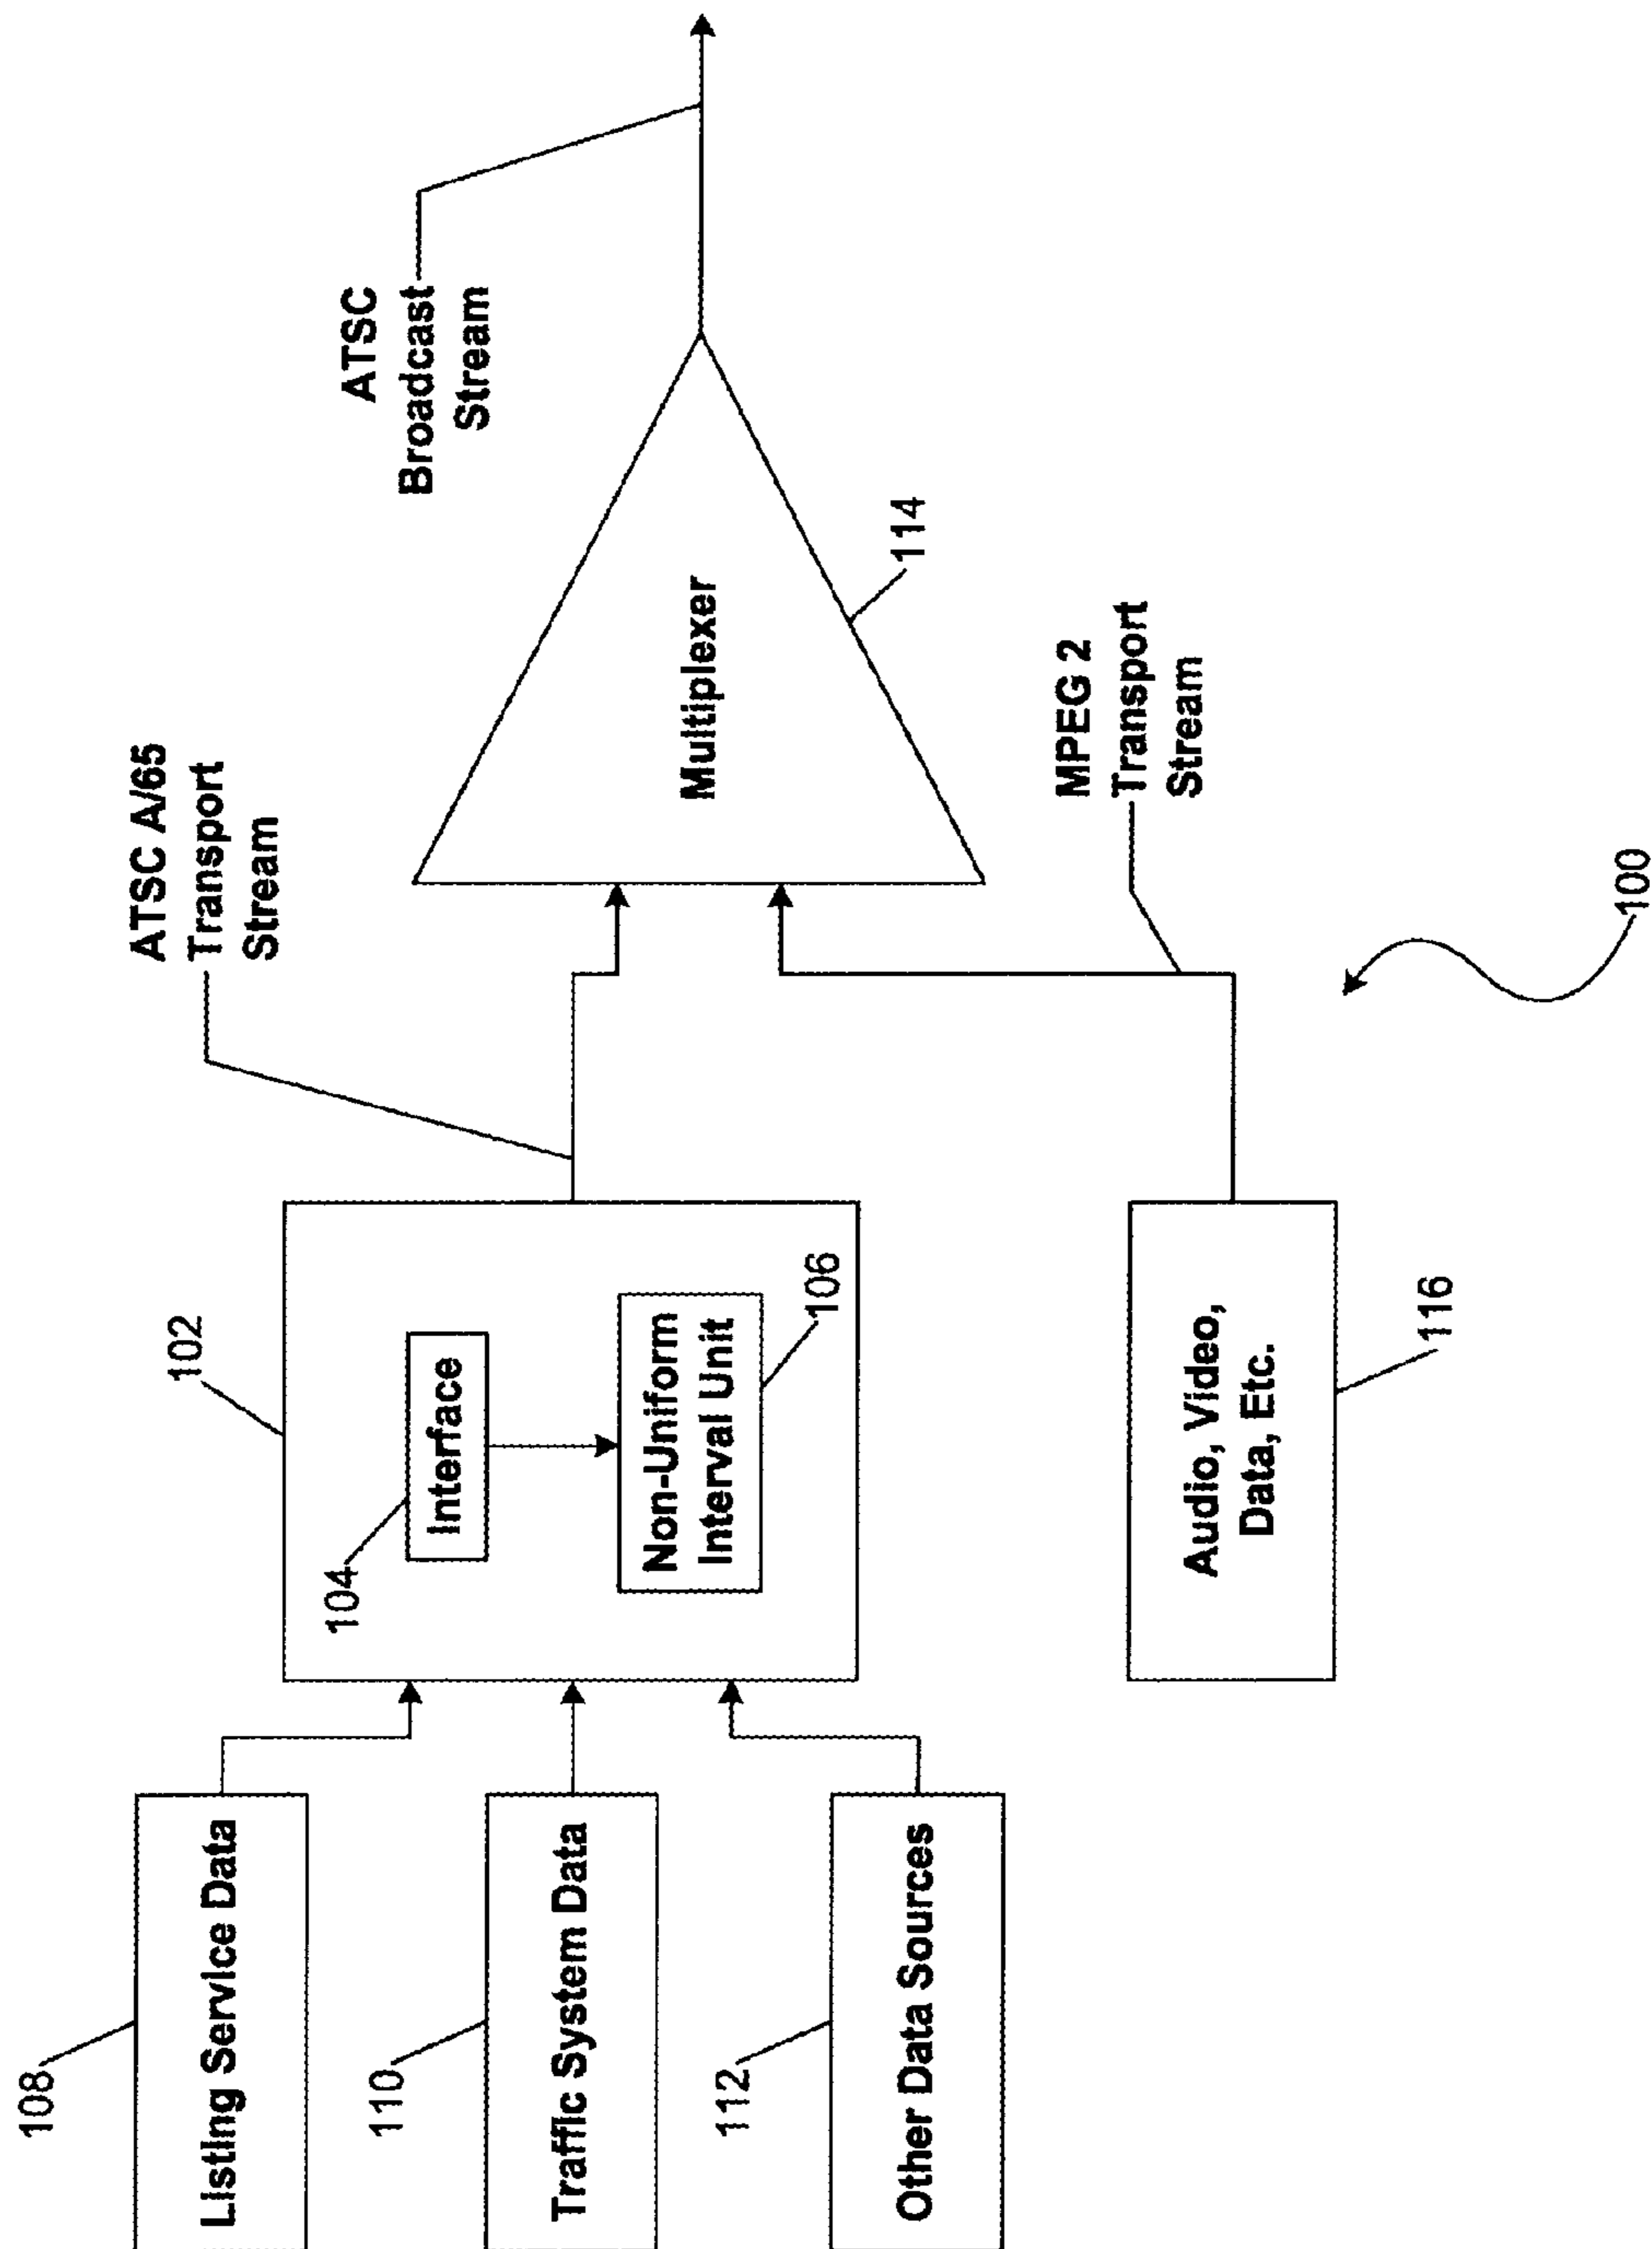 108
Listing Service Data
110
Traffic System Data
112
Other Data Sources
102
104
Interface
Non-Uniform
Interval Unit
106
Audio, Video,
Data, Etc.
116
ATSC A/65
Transport
Stream
Multiplexer
114
MPEG 2
Transport
Stream
ATSC
Broadcast
Stream
100